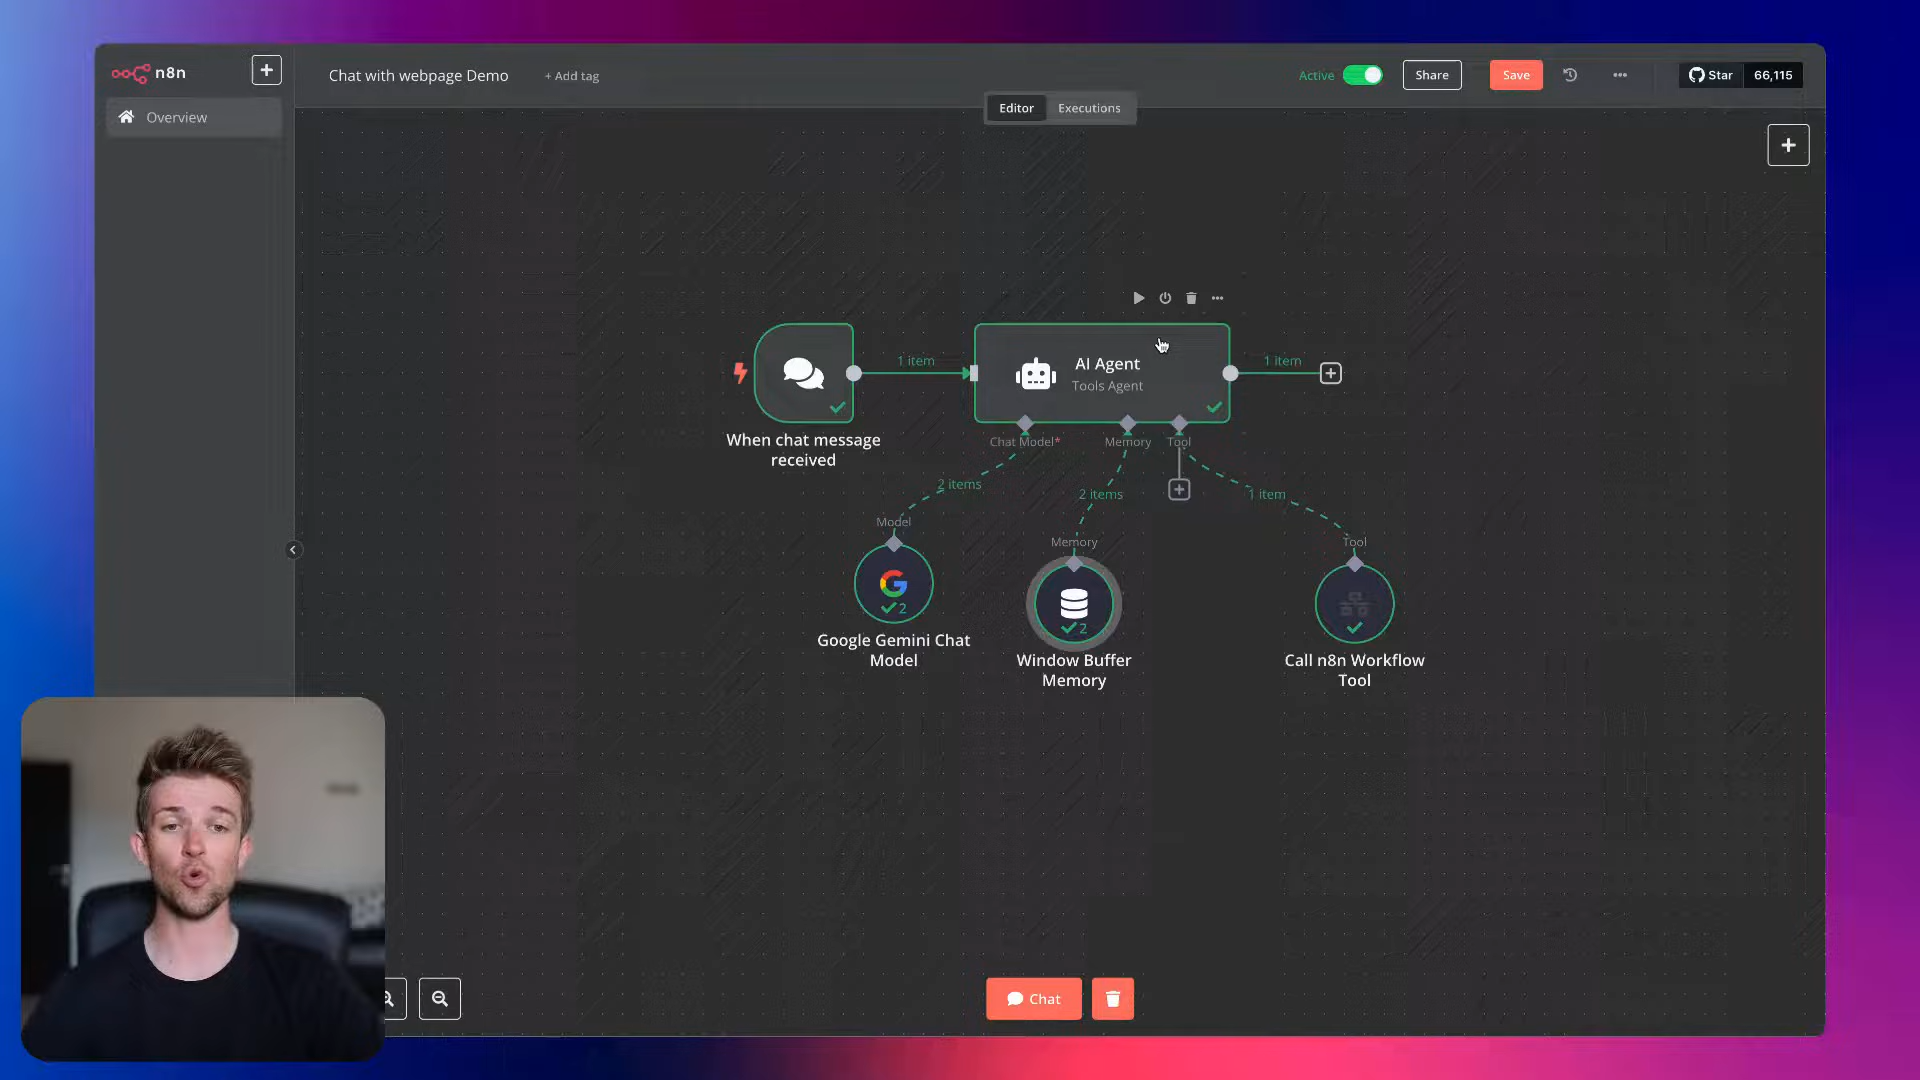 n8n
Overview
Chat with webpage Demo
+ Add tag
Active
Share
Save
Star
66,115
Editor
Executions
1 item
AI Agent
Tools Agent
1 item
When chat message
received
Chat Model*
Memory
Tool
2 items
2 items
1 item
Model
Memory
Tool
2
2
Google Gemini Chat
Model
Window Buffer
Memory
Call n8n Workflow
Tool
Chat